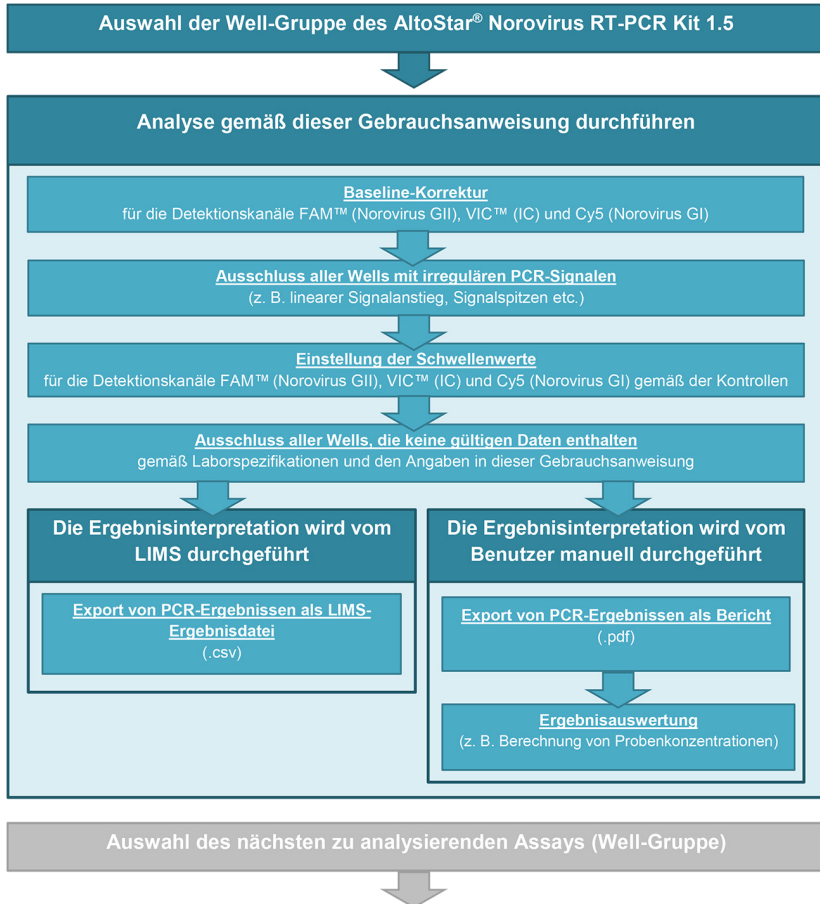 Auswahl der Well-Gruppe des AltoStar® Norovirus RT-PCR Kit 1.5
Analyse gemäß dieser Gebrauchsanweisung durchführen
Baseline-Korrektur
für die Detektionskanäle FAM™ (Norovirus GII), VIC™ (IC) und Cy5 (Norovirus GI)
Ausschluss aller Wells mit irregulären PCR-Signalen
(z. B. linearer Signalanstieg, Signalspitzen etc.)
Einstellung der Schwellenwerte
für die Detektionskanäle FAM™ (Norovirus GII), VIC™ (IC) und Cy5 (Norovirus GI) gemäß der Kontrollen
Ausschluss aller Wells, die keine gültigen Daten enthalten
gemäß Laborspezifikationen und den Angaben in dieser Gebrauchsanweisung
Die Ergebnisinterpretation wird vom
LIMS durchgeführt
Export von PCR-Ergebnissen als LIMS-
Ergebnisdatei
(.csv)
Die Ergebnisinterpretation wird vom
Benutzer manuell durchgeführt
Export von PCR-Ergebnissen als Bericht
(.pdf)
Ergebnisauswertung
(z. B. Berechnung von Probenkonzentrationen)
Auswahl des nächsten zu analysierenden Assays (Well-Gruppe)